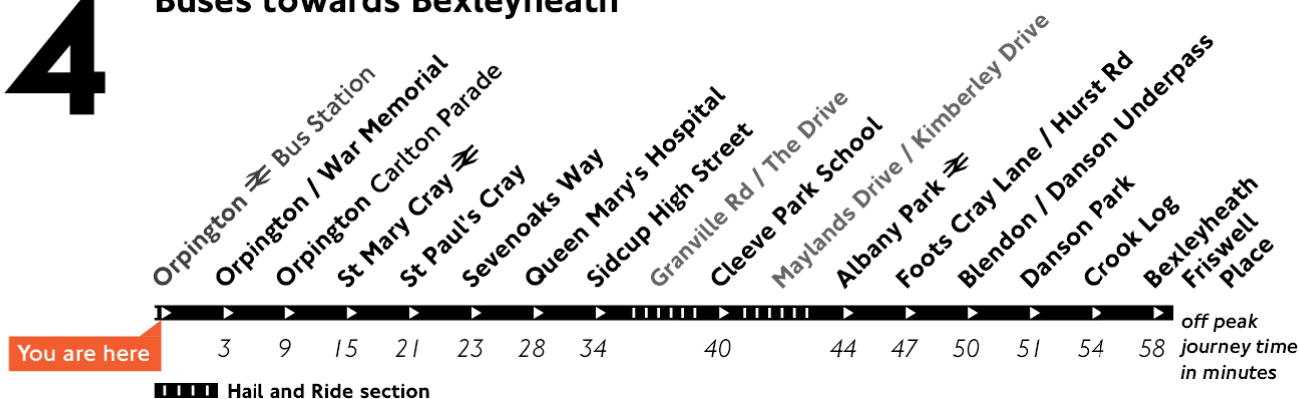 4
Buses towards Bexleyheath
Orpington Bus Station
Orpington / War Memorial
Orpington Carlton Parade
St Mary Cray
St Paul's Cray
Sevenoaks Way
Queen Mary's Hospital
Sidcup High Street
Granville Rd / The Drive
Cleeve Park School
Maylands Drive / Kimberley Drive
Albany Park
Foots Cray Lane / Hurst Rd
Blendon / Danson Underpass
Danson Park
Crook Log
Bexleyheath
Friswell
Place
You are here
3 9 15 21 23 28 34 40 44 47 50 51 54 58
off peak
journey time
in minutes
Hail and Ride section